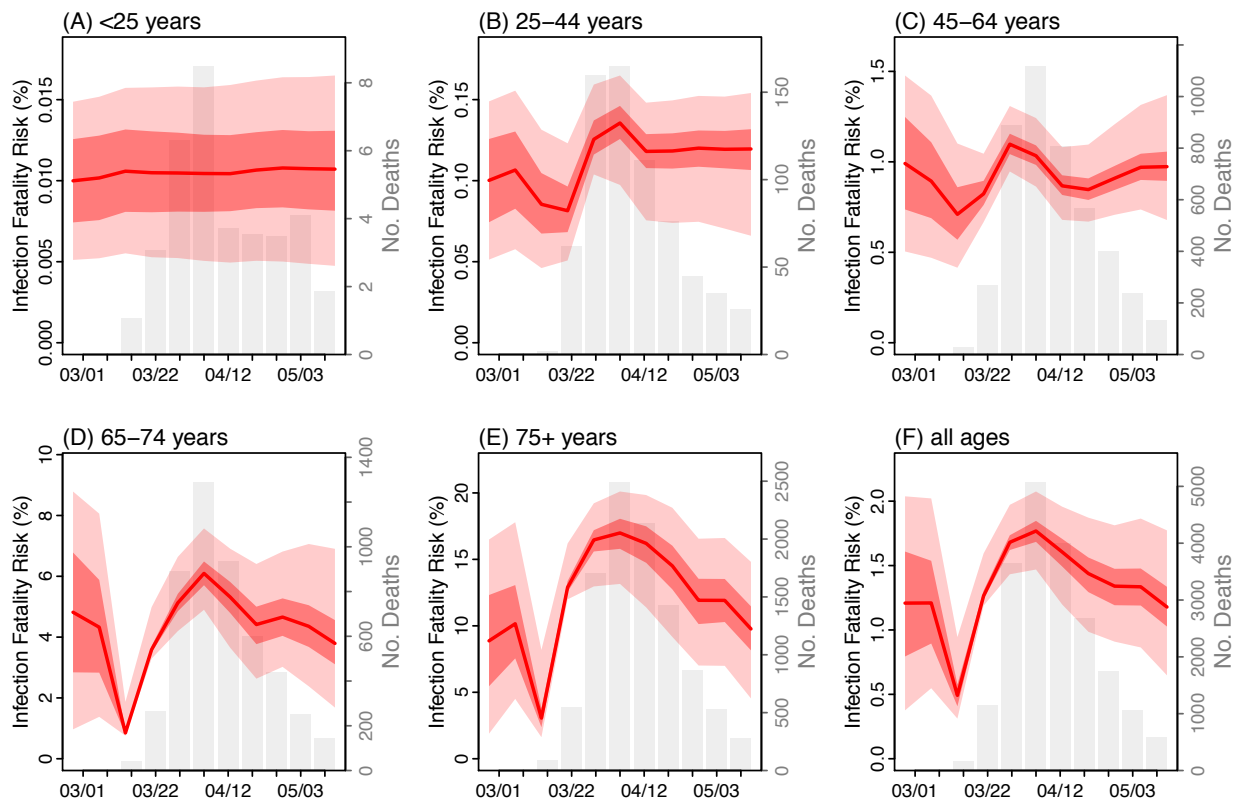 (A) <25 years
Infection Fatality Risk (%)
0.000 0.005 0.010 0.015
0 2 4 6 8
No. Deaths
03/01 03/22 04/12 05/03
(B) 25−44 years
Infection Fatality Risk (%)
0.00 0.05 0.10 0.15
0 50 100 150
No. Deaths
03/01 03/22 04/12 05/03
(C) 45−64 years
Infection Fatality Risk (%)
0.0 0.5 1.0 1.5
0 200 400 600 800 1000
No. Deaths
03/01 03/22 04/12 05/03
(D) 65−74 years
Infection Fatality Risk (%)
0 2 4 6 8 10
0 200 600 1000 1400
No. Deaths
03/01 03/22 04/12 05/03
(E) 75+ years
Infection Fatality Risk (%)
0 5 10 15 20
0 500 1000 1500 2000 2500
No. Deaths
03/01 03/22 04/12 05/03
(F) all ages
Infection Fatality Risk (%)
0.0 0.5 1.0 1.5 2.0
0 1000 2000 3000 4000 5000
No. Deaths
03/01 03/22 04/12 05/03